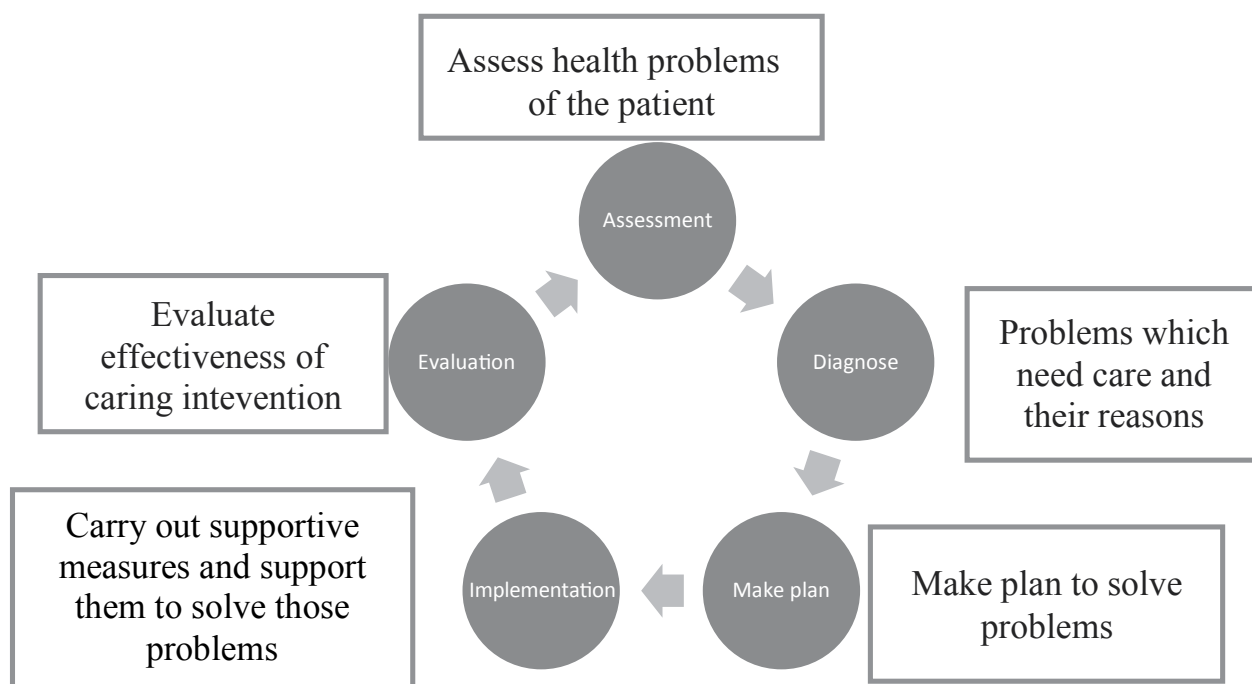 Assess health problems
of the patient
Assessment
Evaluate
effectiveness of
caring intevention
Evaluation
Diagnose
Problems which
need care and
their reasons
Carry out supportive
measures and support
them to solve those
problems
Implementation
Make plan
Make plan to solve
problems